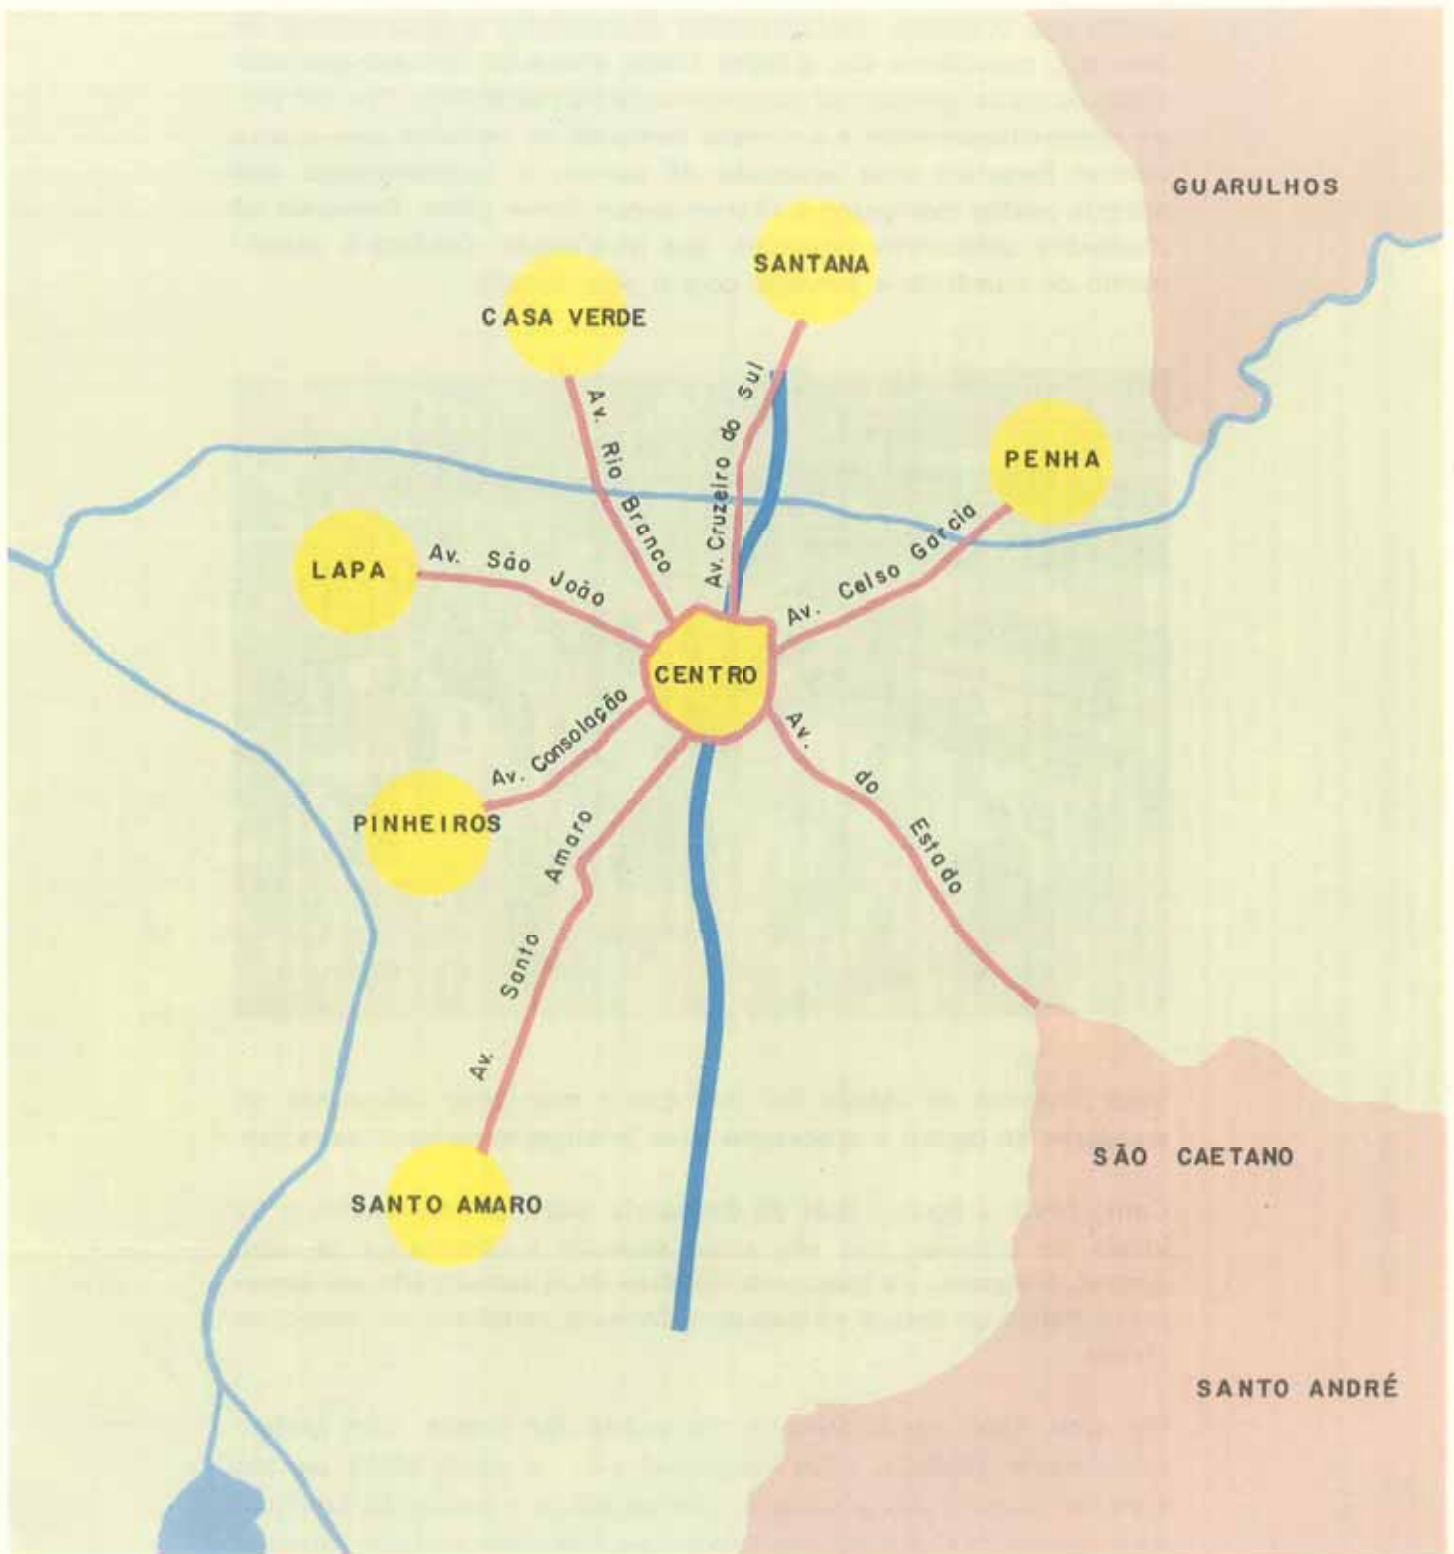 GUARULHOS
SANTANA
CASA VERDE
Av. Cruzeiro do sul
Av. Rio Branco
PENHA
Av. Celso Garcia
LAPA
Av. São João
CENTRO
Av. Consolação
PINHEIROS
Av. do Estado
Av. Santo Amaro
SÃO CAETANO
SANTO AMARO
SANTO ANDRÉ